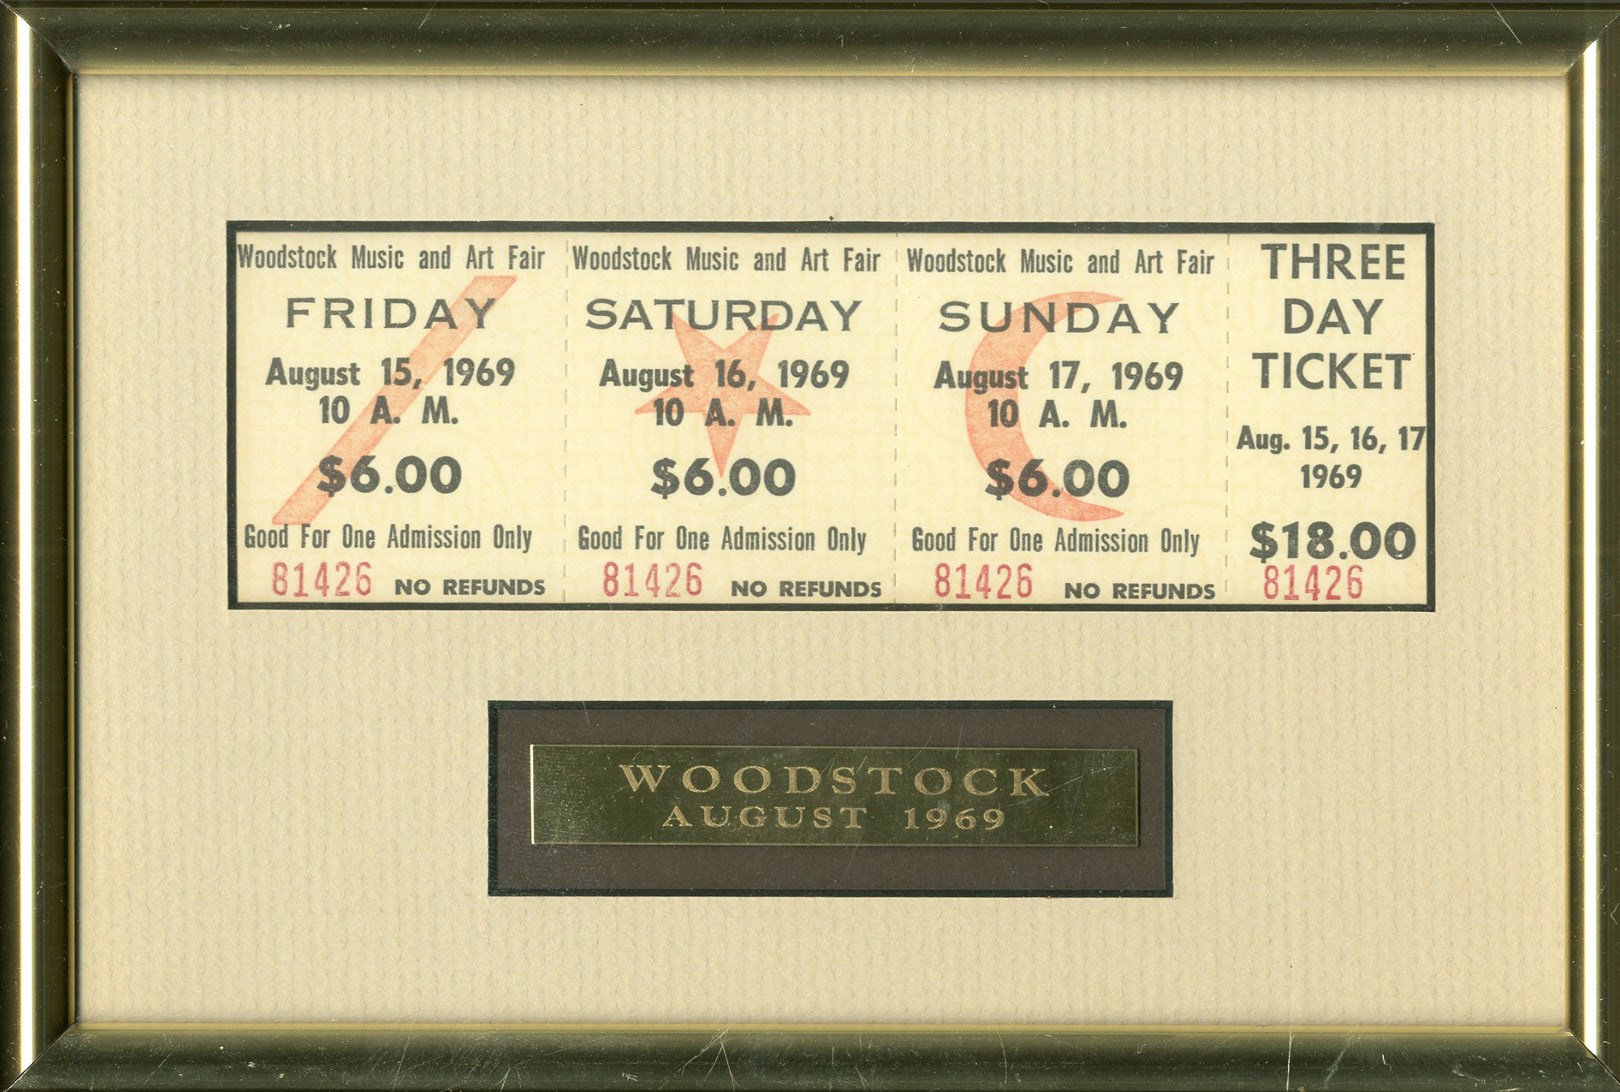 Woodstock Music and Art Fair
FRIDAY
August 15, 1969
10 A. M.
$6.00
Good For One Admission Only
81426 NO REFUNDS
Woodstock Music and Art Fair
SATURDAY
August 16, 1969
10 A. M.
$6.00
Good For One Admission Only
81426 NO REFUNDS
Woodstock Music and Art Fair
SUNDAY
August 17, 1969
10 A. M.
$6.00
Good For One Admission Only
81426 NO REFUNDS
THREE
DAY
TICKET
Aug. 15, 16, 17
1969
$18.00
81426
WOODSTOCK
AUGUST 1969